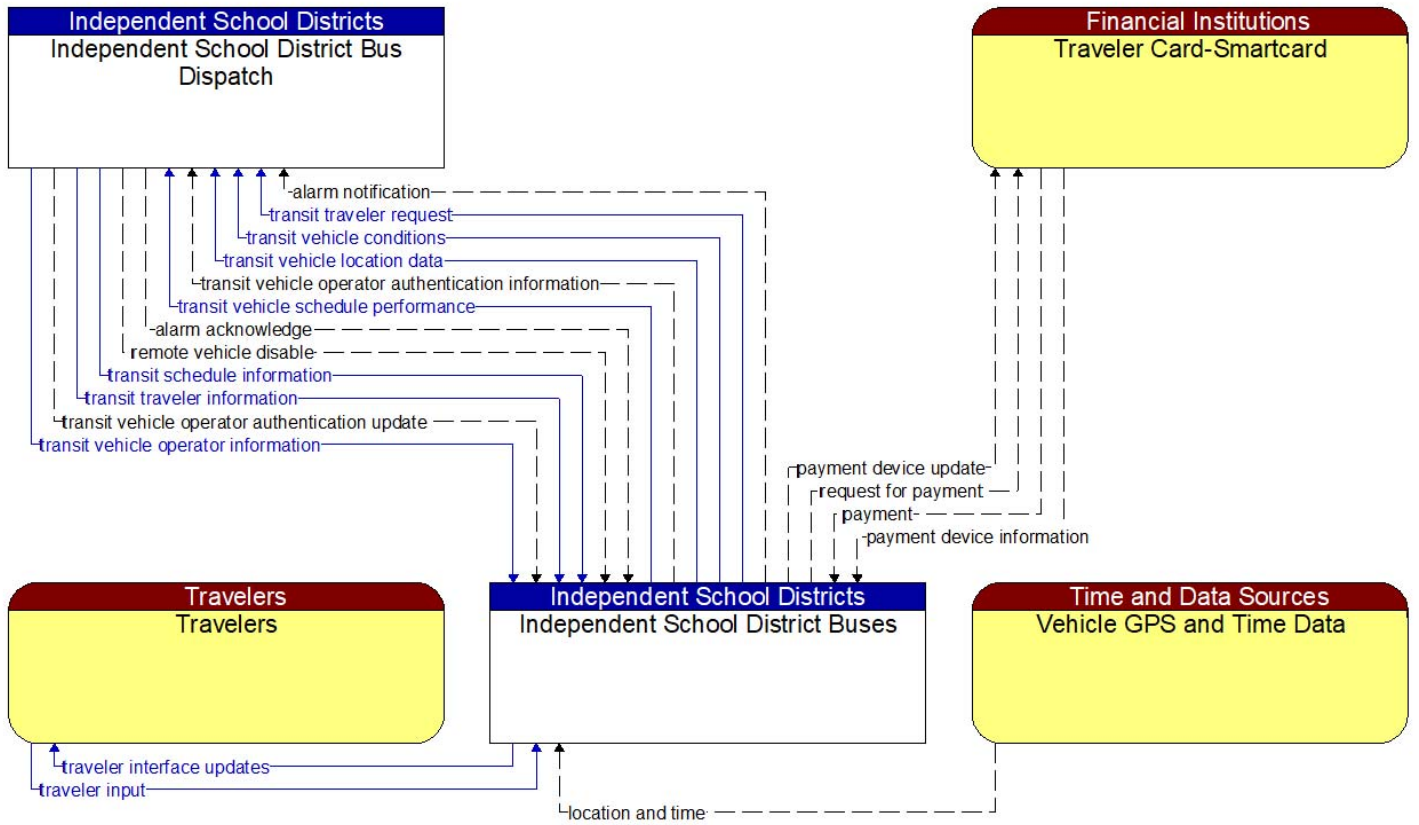 Independent School Districts
Independent School District Bus
Dispatch
Financial Institutions
Traveler Card-Smartcard
alarm notification
transit traveler request
transit vehicle conditions
transit vehicle location data
transit vehicle operator authentication information
transit vehicle schedule performance
alarm acknowledge
remote vehicle disable
transit schedule information
transit traveler information
transit vehicle operator authentication update
transit vehicle operator information
payment device update
request for payment
payment
payment device information
Travelers
Travelers
Independent School Districts
Independent School District Buses
Time and Data Sources
Vehicle GPS and Time Data
traveler interface updates
traveler input
location and time